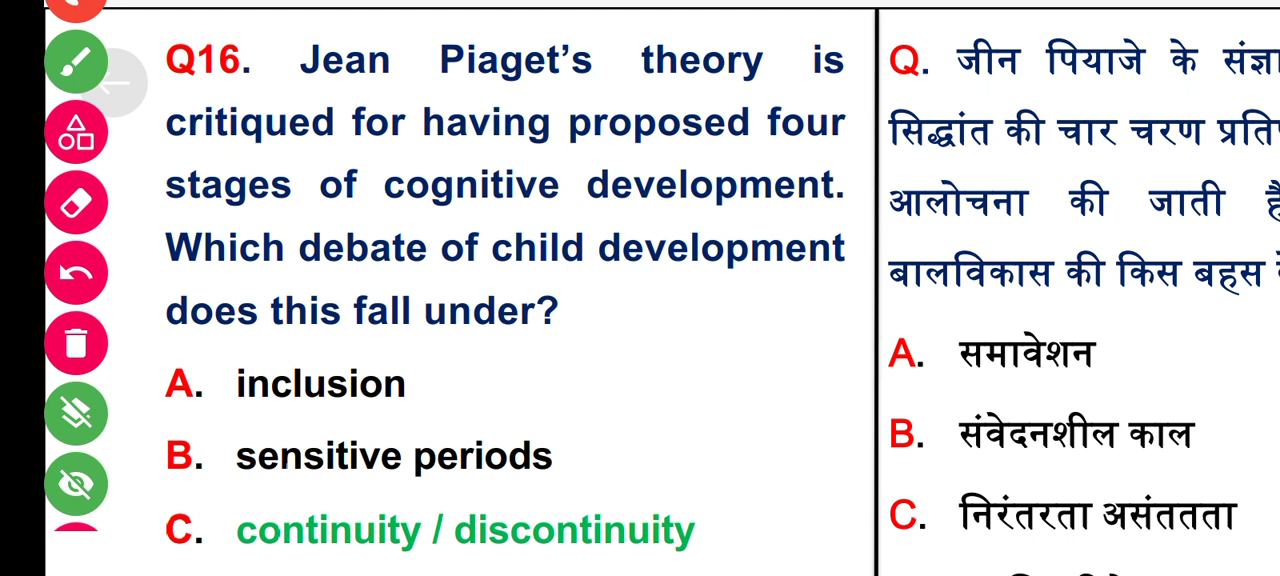 Q16. Jean Piaget’s theory is
critiqued for having proposed four
stages of cognitive development.
Which debate of child development
does this fall under?
A. inclusion
B. sensitive periods
C. continuity / discontinuity
Q. जीन पियाजे के
सिद्धांत की चार चरण
आलोचना की जाती
बालविकास की किस बहस
A. समावेशन
B. संवेदनशील काल
C. निरंतरता असंततता